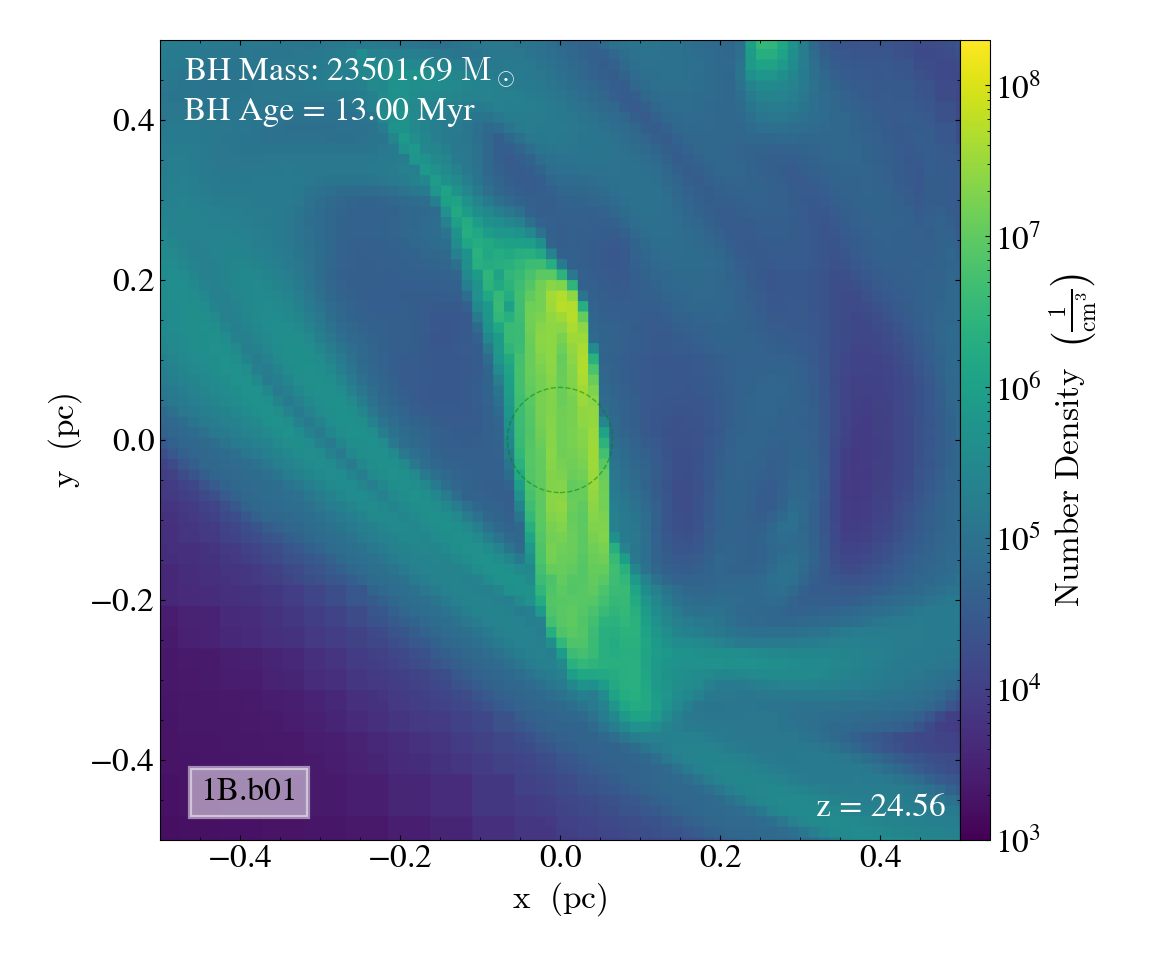 BH Mass: 23501.69 M☉
BH Age = 13.00 Myr
0.4
0.2
0.0
−0.2
−0.4
y (pc)
1B.b01
z = 24.56
−0.4 −0.2 0.0 0.2 0.4
x (pc)
10⁸
10⁷
10⁶
10⁵
10⁴
10³
Number Density (1/cm³)